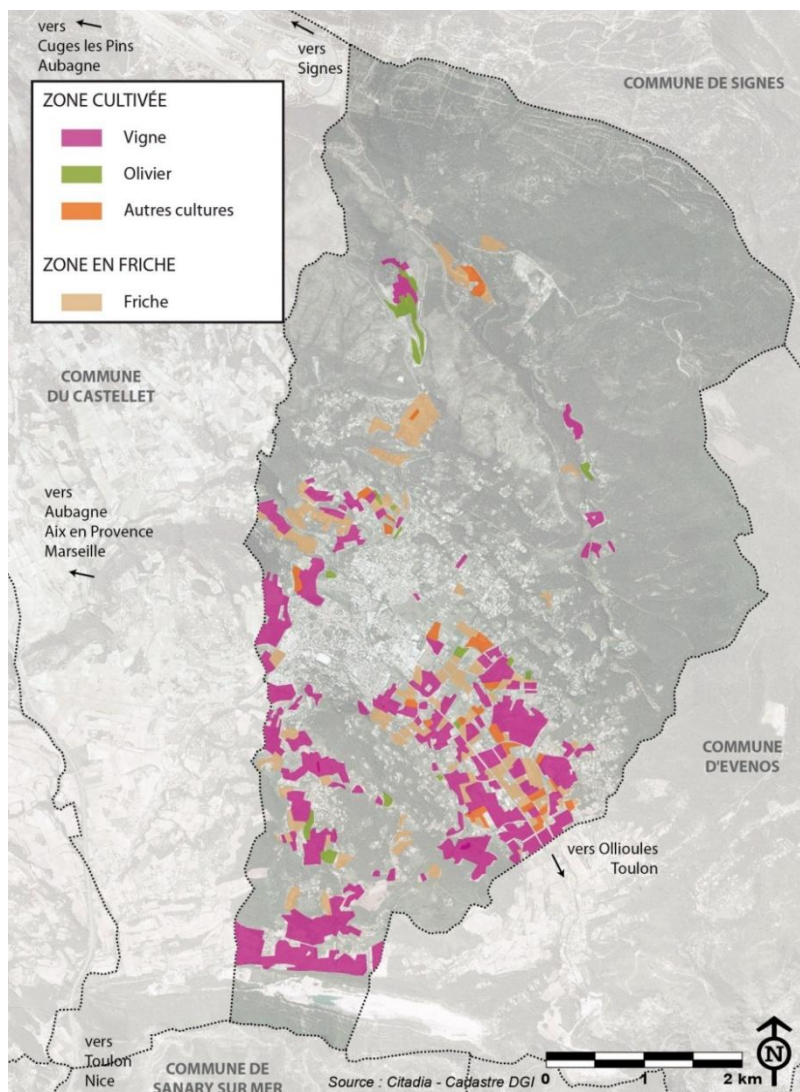 vers
Cuges les Pins
Aubagne
vers
Signes
COMMUNE DE SIGNES
ZONE CULTIVÉE
Vigne
Olivier
Autres cultures
ZONE EN FRICHE
Friche
COMMUNE
DU CASTELLET
vers
Aubagne
Aix en Provence
Marseille
COMMUNE
D'EVENOS
vers Ollioules
Toulon
vers
Toulon
Nice
COMMUNE DE
SANARY SUR MER
Source : Citadia - Cadastre DGI
0 1 2 km
N